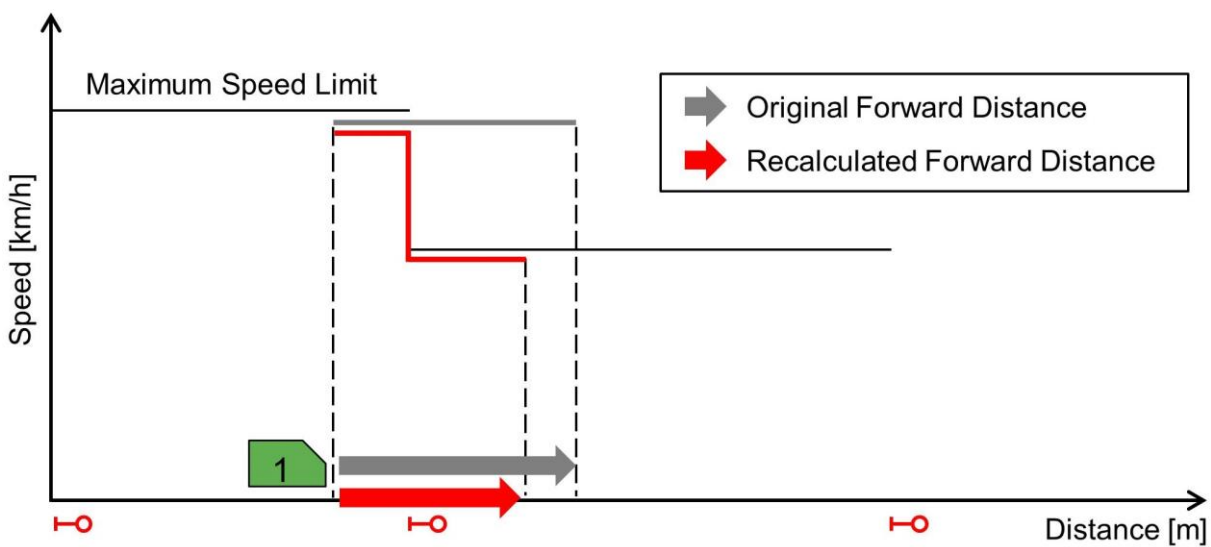 Maximum Speed Limit
Original Forward Distance
Recalculated Forward Distance
Speed [km/h]
1
Distance [m]